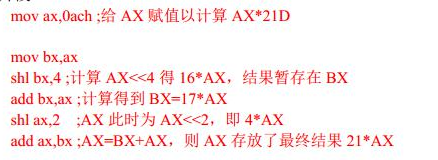 mov ax,0ach ;给 AX 赋值以计算 AX*21D
mov bx,ax
shl bx,4 ;计算 AX<<4 得 16*AX，结果暂存在 BX
add bx,ax ;计算得到 BX=17*AX
shl ax,2 ;AX 此时为 AX<<2，即 4*AX
add ax,bx ;AX=BX+AX，则 AX 存放了最终结果 21*AX